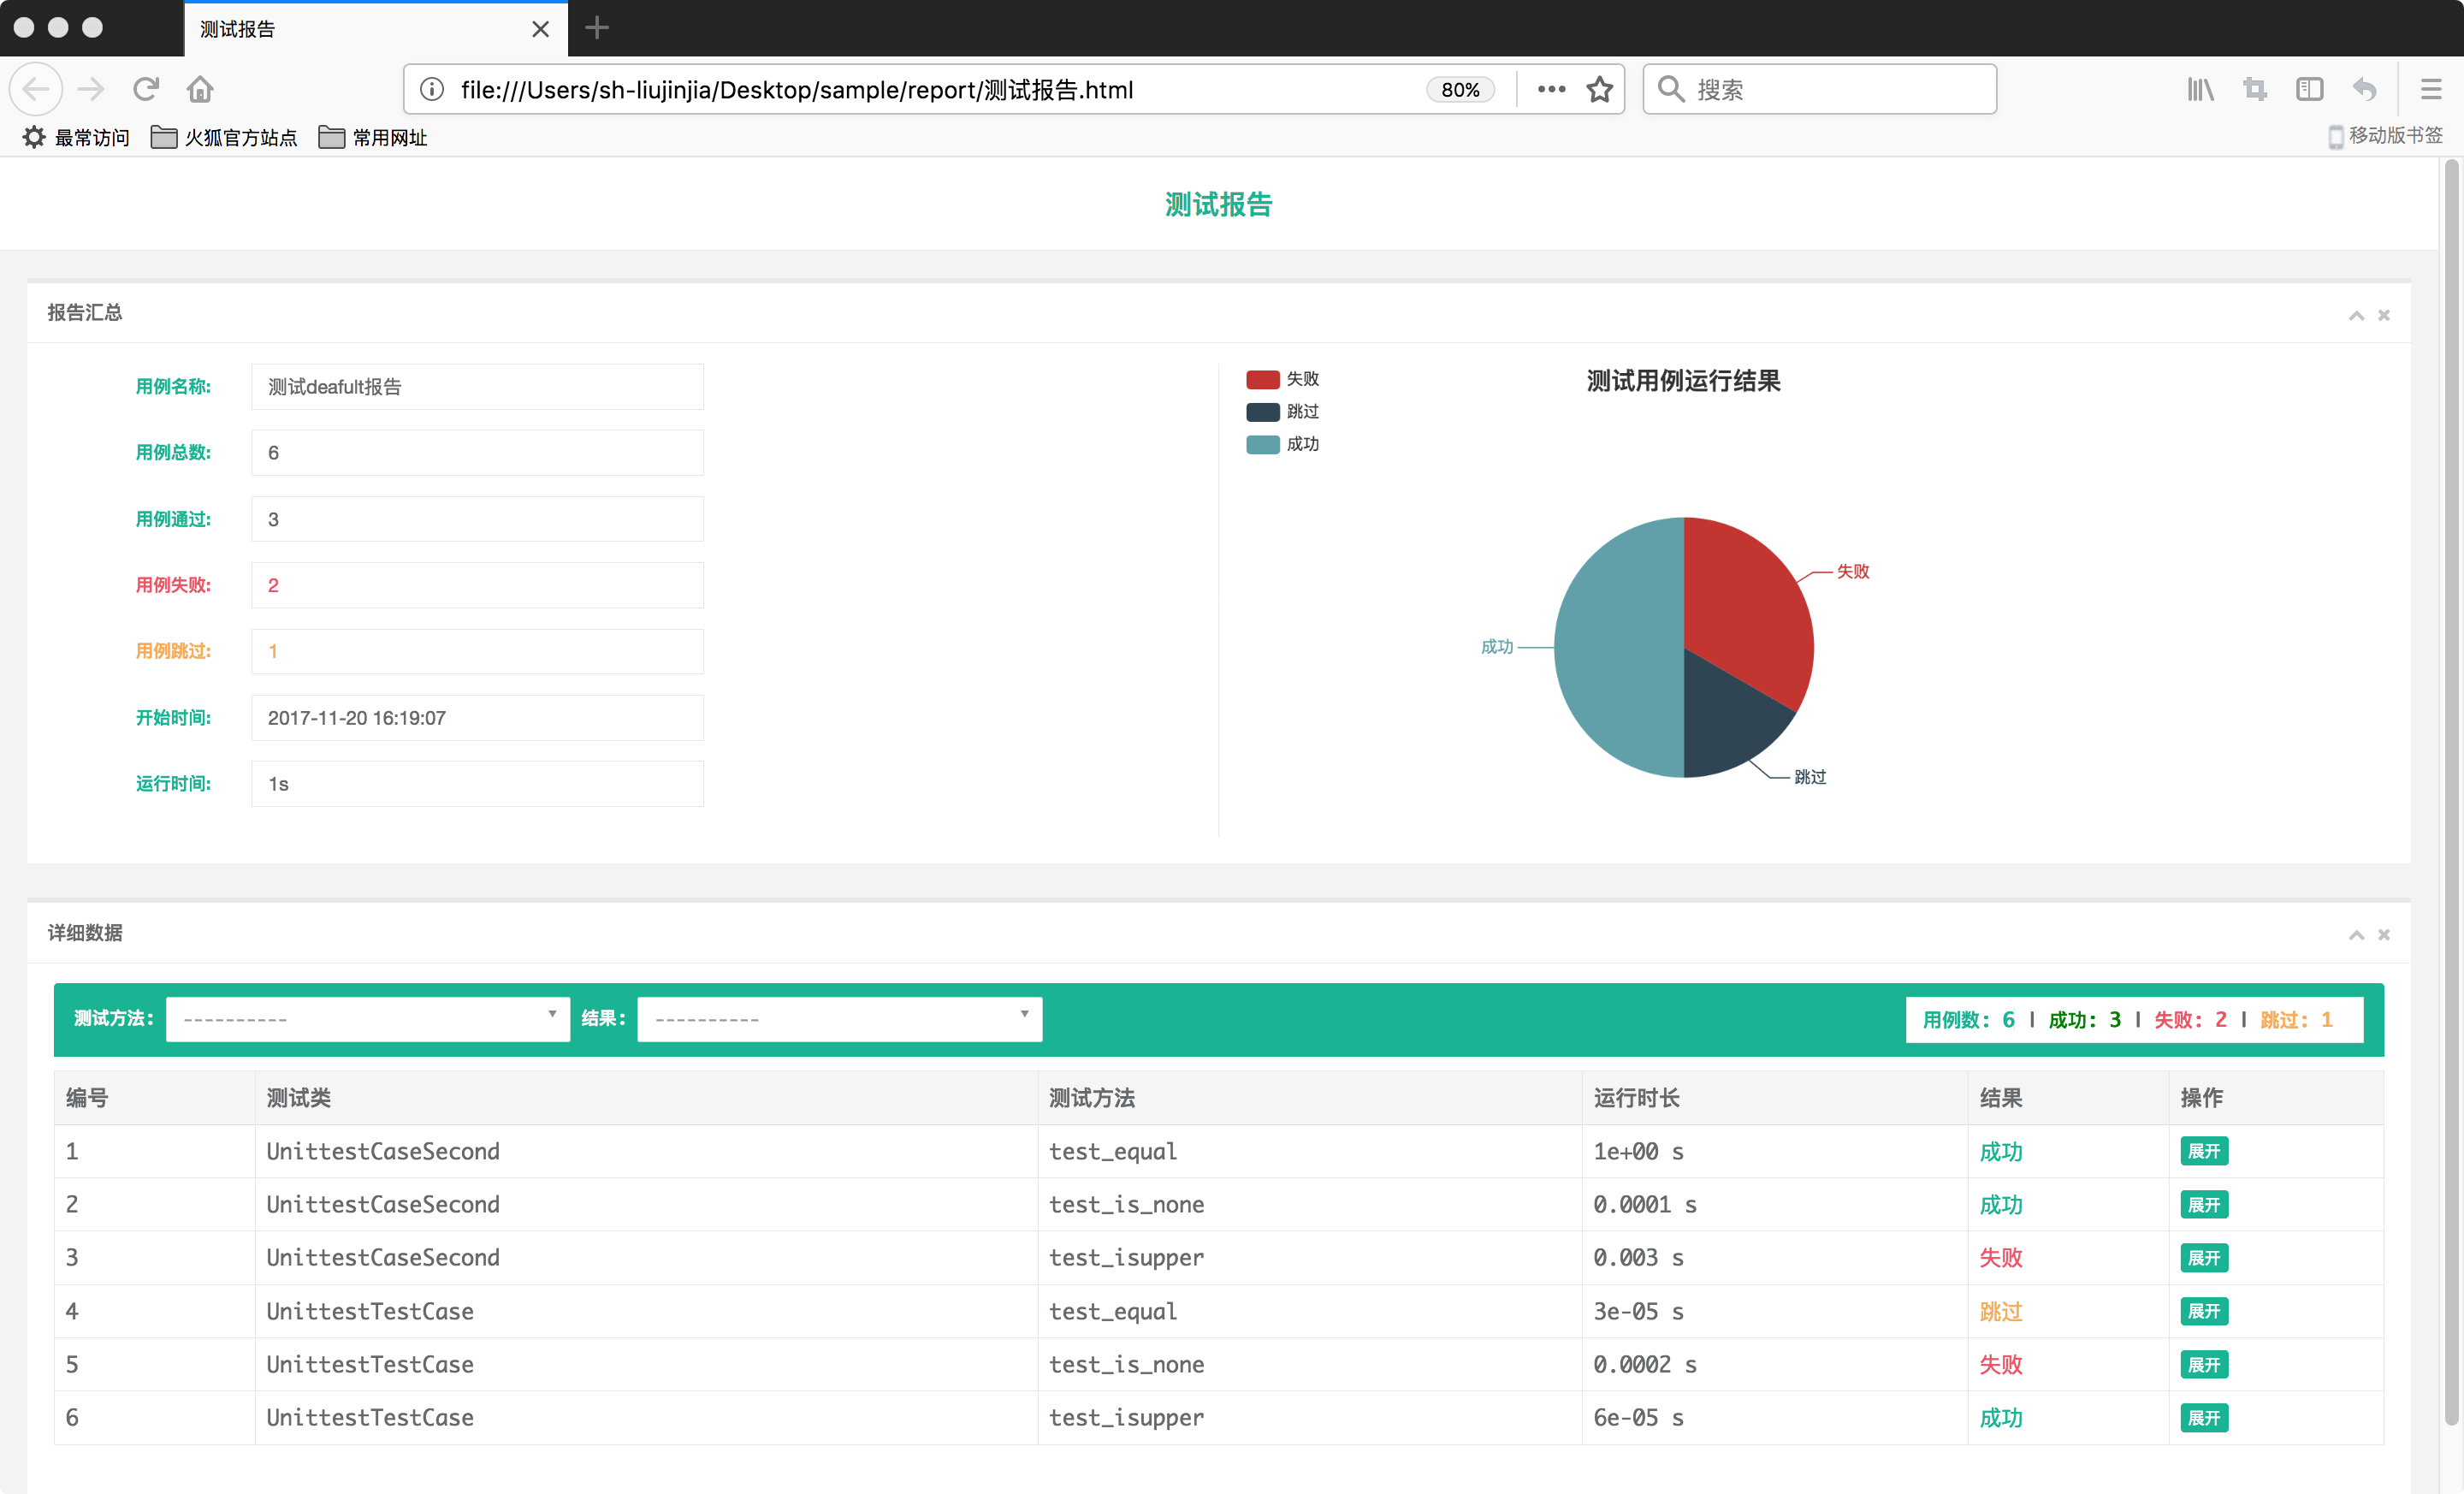 测试报告
file:///Users/sh-liujinjia/Desktop/sample/report/测试报告.html 80% 搜索
最常访问 火狐官方站点 常用网址 移动版书签
测试报告
报告汇总
用例名称: 测试deafult报告
用例总数: 6
用例通过: 3
用例失败: 2
用例跳过: 1
开始时间: 2017-11-20 16:19:07
运行时间: 1s
失败
跳过
成功
测试用例运行结果
失败
成功
跳过
详细数据
测试方法: ---------- 结果: ---------- 用例数: 6 | 成功: 3 | 失败: 2 | 跳过: 1
编号 测试类 测试方法 运行时长 结果 操作
1 UnittestCaseSecond test_equal 1e+00 s 成功 展开
2 UnittestCaseSecond test_is_none 0.0001 s 成功 展开
3 UnittestCaseSecond test_isupper 0.003 s 失败 展开
4 UnittestTestCase test_equal 3e-05 s 跳过 展开
5 UnittestTestCase test_is_none 0.0002 s 失败 展开
6 UnittestTestCase test_isupper 6e-05 s 成功 展开